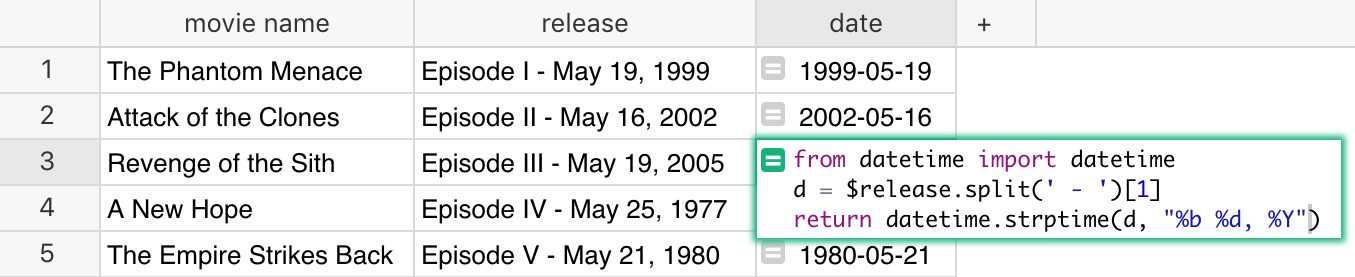 movie name release date +
1 The Phantom Menace Episode I - May 19, 1999 = 1999-05-19
2 Attack of the Clones Episode II - May 16, 2002 = 2002-05-16
3 Revenge of the Sith Episode III - May 19, 2005 = from datetime import datetime
d = $release.split(' - ')[1]
4 A New Hope Episode IV - May 25, 1977 return datetime.strptime(d, "%b %d, %Y")
5 The Empire Strikes Back Episode V - May 21, 1980 = 1980-05-21